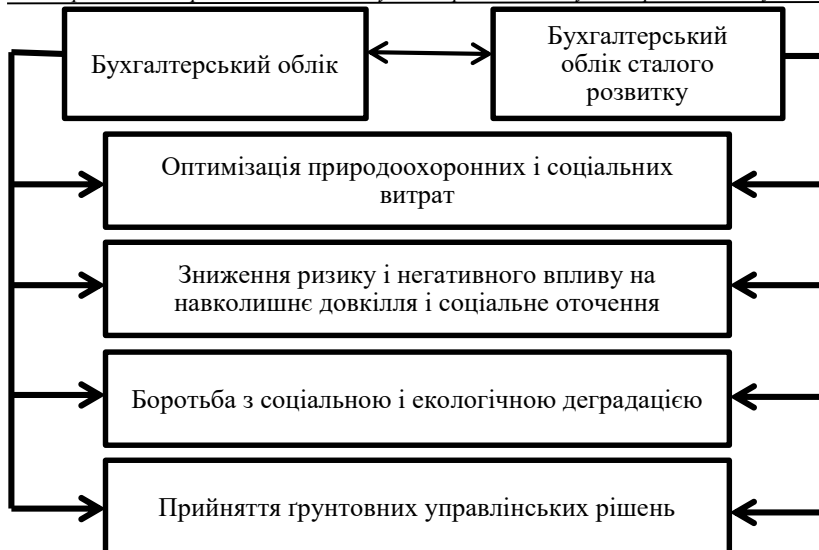 Бухгалтерський облік
Бухгалтерський
облік сталого
розвитку
Оптимізація природоохоронних і соціальних
витрат
Зниження ризику і негативного впливу на
навколишнє довкілля і соціальне оточення
Боротьба з соціальною і екологічною деградацією
Прийняття ґрунтовних управлінських рішень